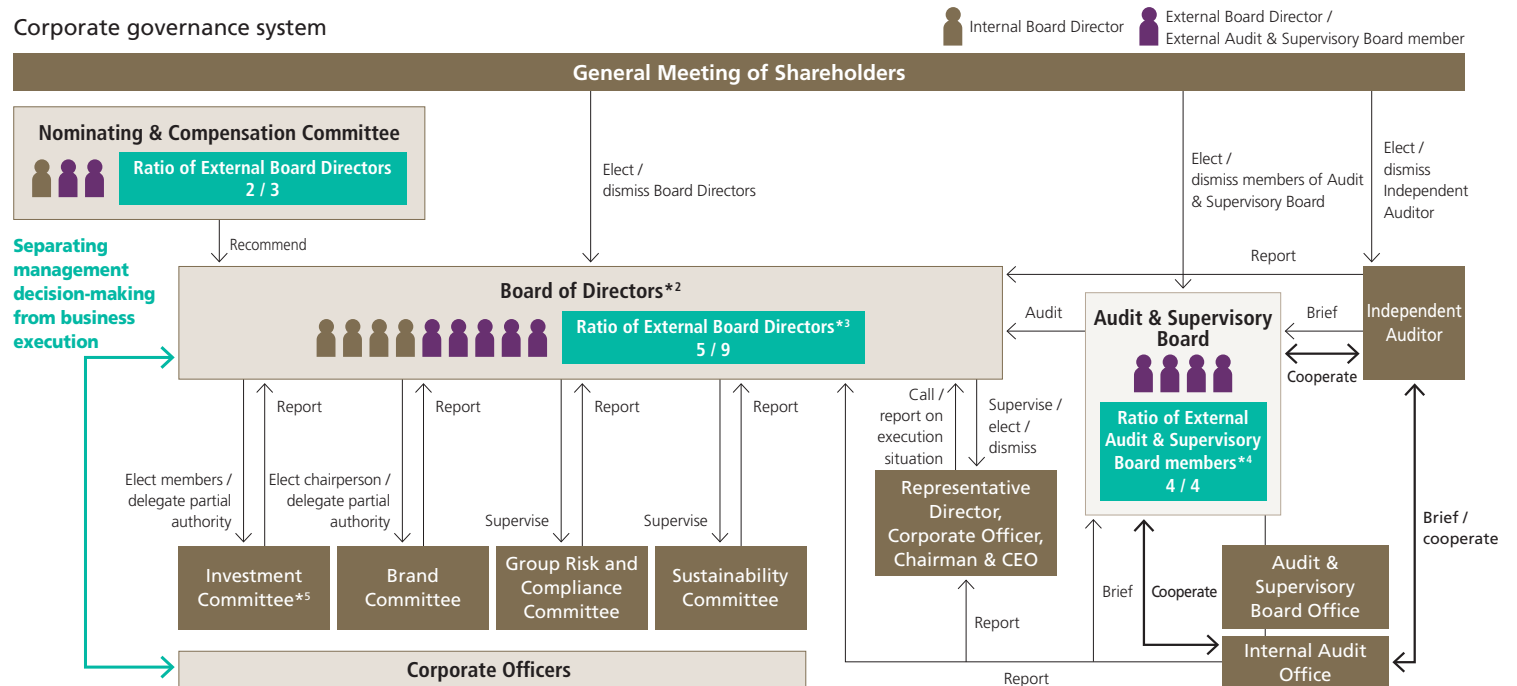 Corporate governance system
Internal Board Director
External Board Director /
External Audit & Supervisory Board member
General Meeting of Shareholders
Nominating & Compensation Committee
Ratio of External Board Directors
2 / 3
Elect /
dismiss Board Directors
Elect /
dismiss members of Audit
& Supervisory Board
Elect /
dismiss
Independent
Auditor
Recommend
Separating
management
decision-making
from business
execution
Report
Board of Directors*2
Ratio of External Board Directors*3
5 / 9
Audit
Audit & Supervisory
Board
Ratio of External
Audit & Supervisory
Board members*4
4 / 4
Brief
Cooperate
Independent
Auditor
Report
Report
Report
Report
Call /
report on
execution
situation
Supervise /
elect /
dismiss
Elect members /
delegate partial
authority
Elect chairperson /
delegate partial
authority
Supervise
Supervise
Representative
Director,
Corporate Officer,
Chairman & CEO
Brief /
cooperate
Investment
Committee*5
Brand
Committee
Group Risk and
Compliance
Committee
Sustainability
Committee
Report
Brief
Cooperate
Audit &
Supervisory
Board Office
Internal Audit
Office
Report
Corporate Officers